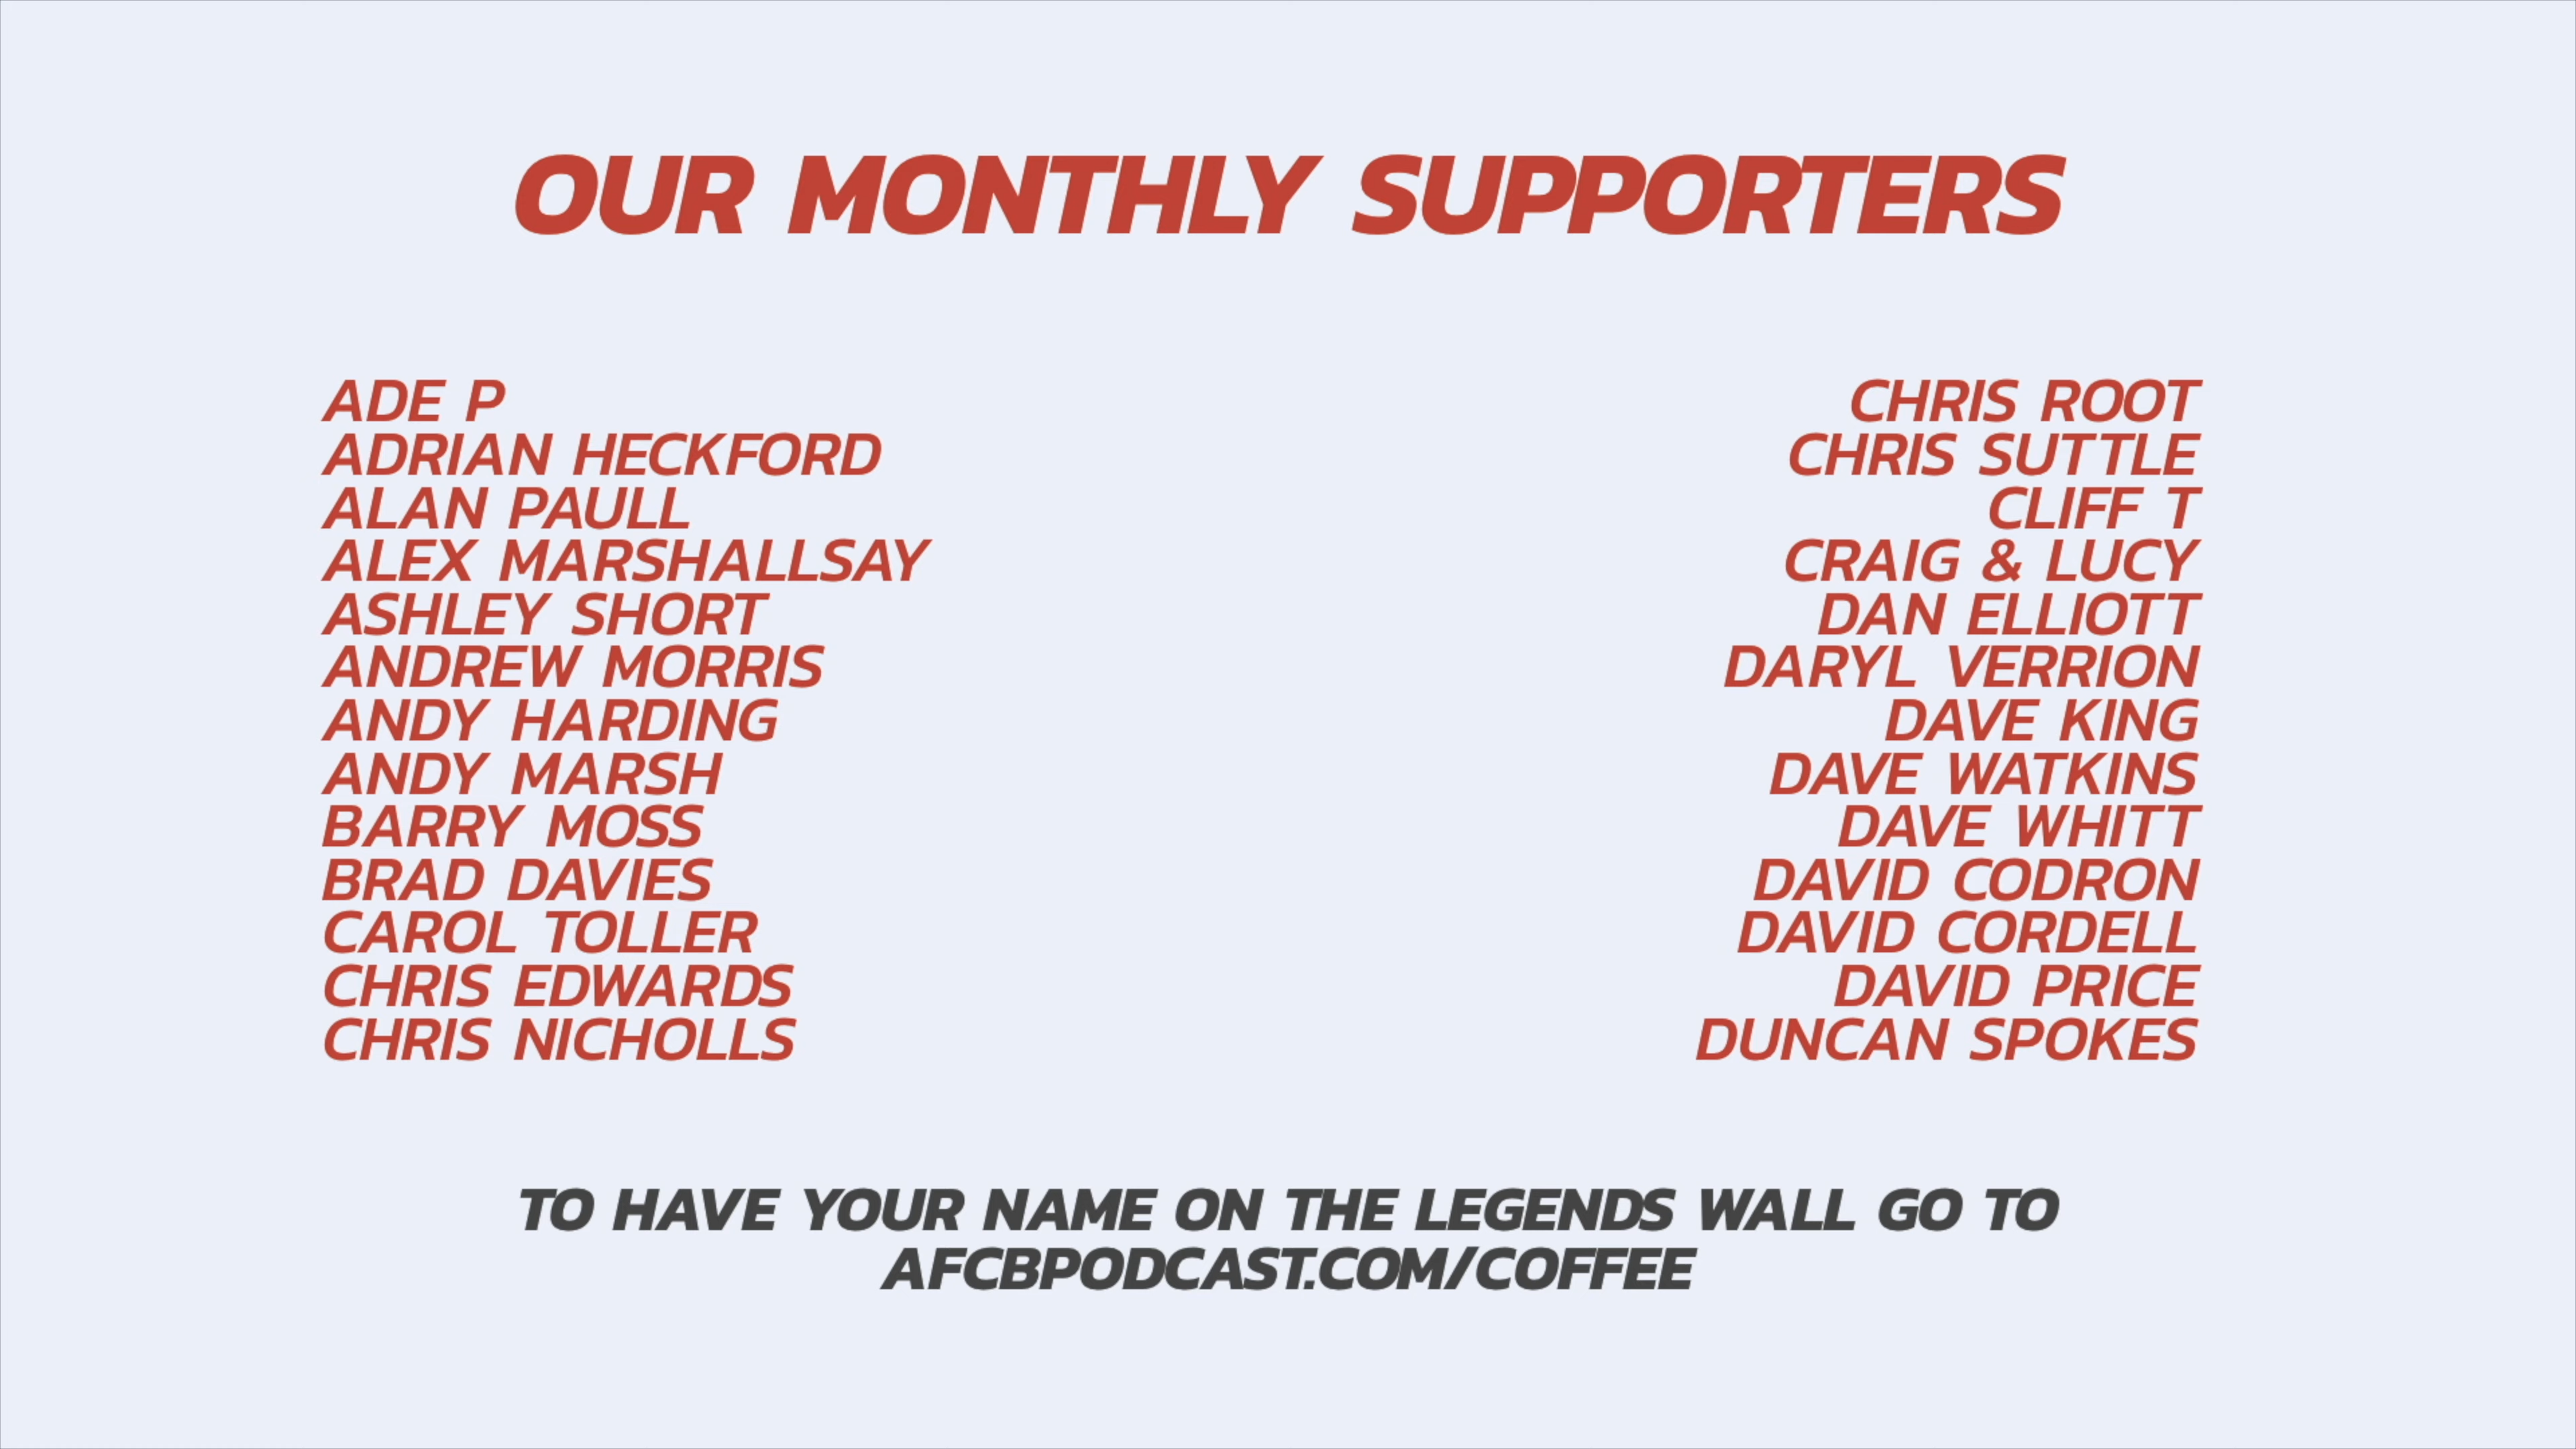 OUR MONTHLY SUPPORTERS
ADE P
ADRIAN HECKFORD
ALAN PAULL
ALEX MARSHALLSAY
ASHLEY SHORT
ANDREW MORRIS
ANDY HARDING
ANDY MARSH
BARRY MOSS
BRAD DAVIES
CAROL TOLLER
CHRIS EDWARDS
CHRIS NICHOLLS
CHRIS ROOT
CHRIS SUTTLE
CLIFF T
CRAIG & LUCY
DAN ELLIOTT
DARYL VERRION
DAVE KING
DAVE WATKINS
DAVE WHITT
DAVID CODRON
DAVID CORDELL
DAVID PRICE
DUNCAN SPOKES
TO HAVE YOUR NAME ON THE LEGENDS WALL GO TO
AFCBPODCAST.COM/COFFEE